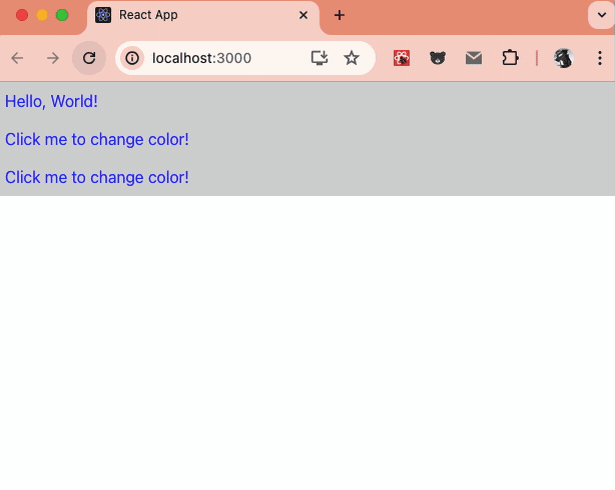 React App
localhost:3000
Hello, World!
Click me to change color!
Click me to change color!